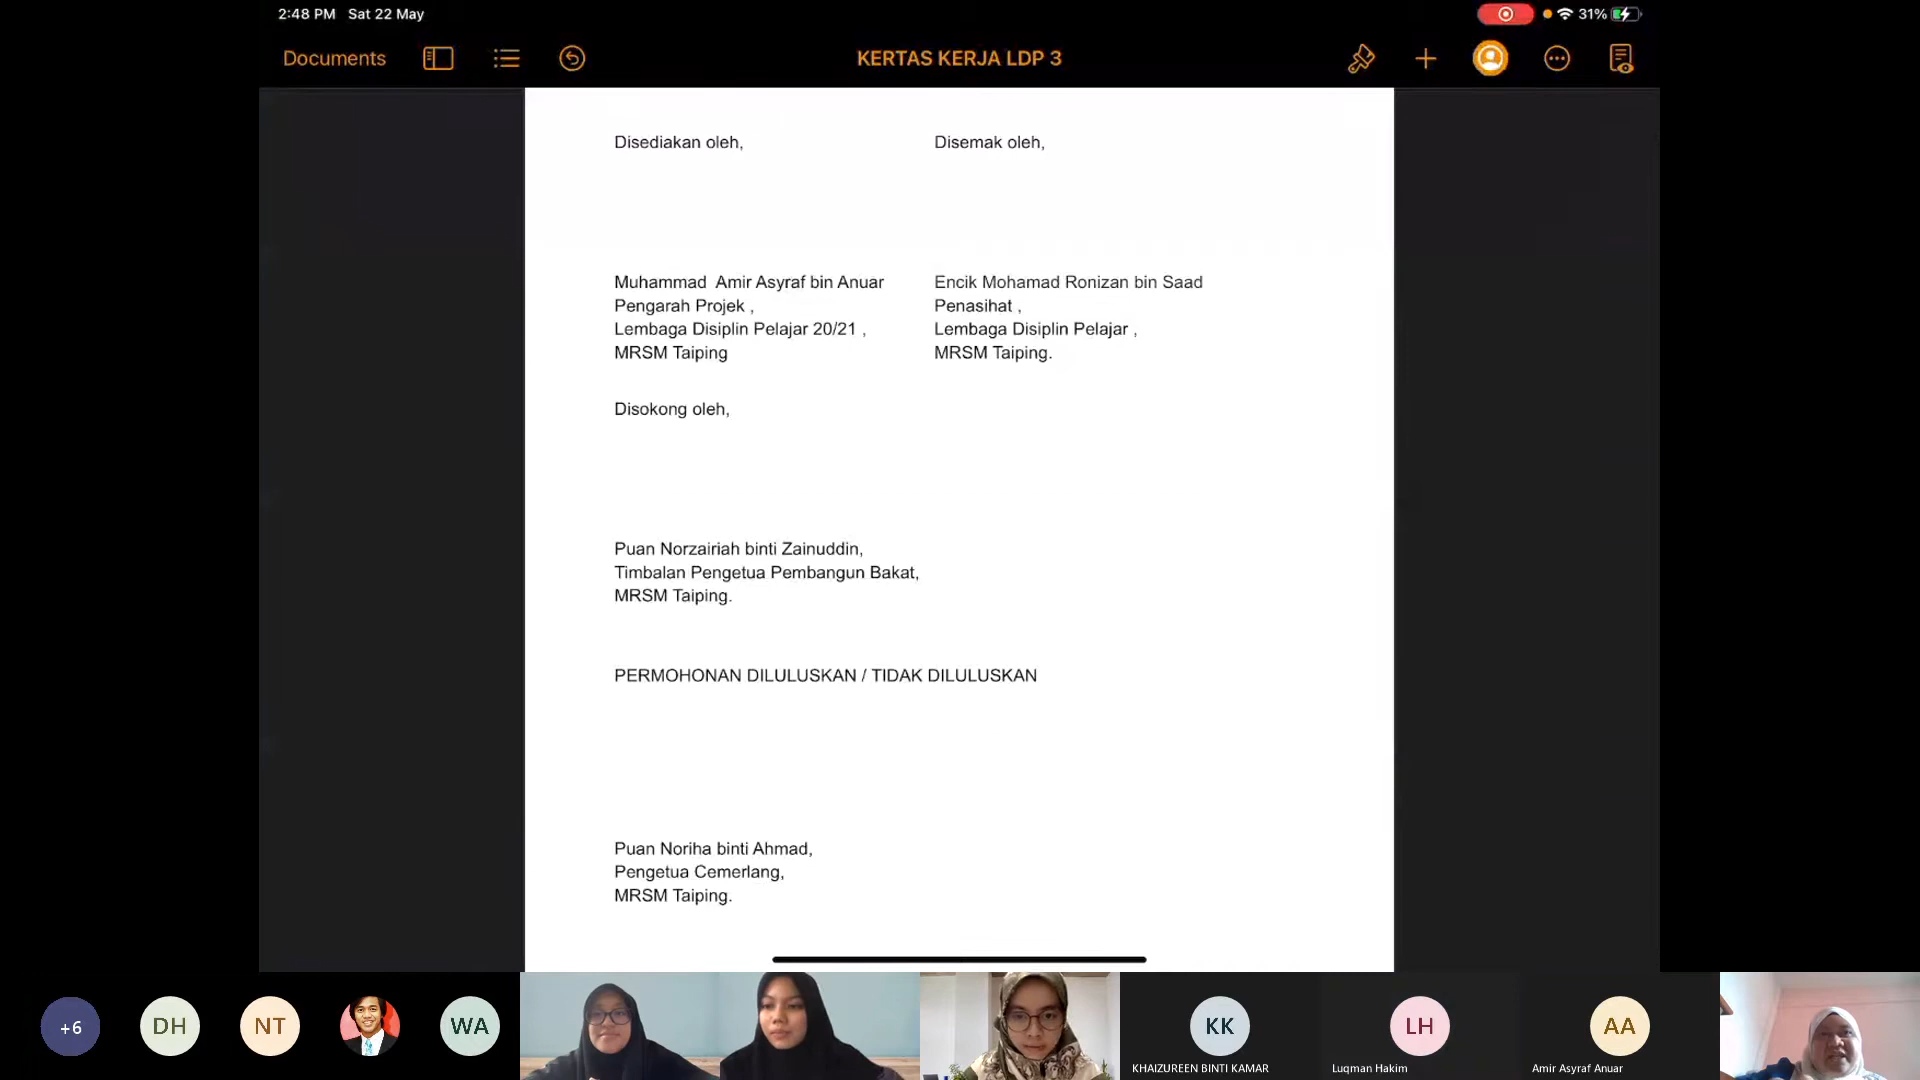 2:48 PM Sat 22 May
31%
Documents
KERTAS KERJA LDP 3
Disediakan oleh,
Disemak oleh,
Muhammad Amir Asyraf bin Anuar
Pengarah Projek ,
Lembaga Disiplin Pelajar 20/21 ,
MRSM Taiping
Encik Mohamad Ronizan bin Saad
Penasihat ,
Lembaga Disiplin Pelajar ,
MRSM Taiping.
Disokong oleh,
Puan Norzairiah binti Zainuddin,
Timbalan Pengetua Pembangun Bakat,
MRSM Taiping.
PERMOHONAN DILULUSKAN / TIDAK DILULUSKAN
Puan Noriha binti Ahmad,
Pengetua Cemerlang,
MRSM Taiping.
+6
DH
NT
WA
KK
KHAIZUREEN BINTI KAMAR
LH
Luqman Hakim
AA
Amir Asyraf Anuar